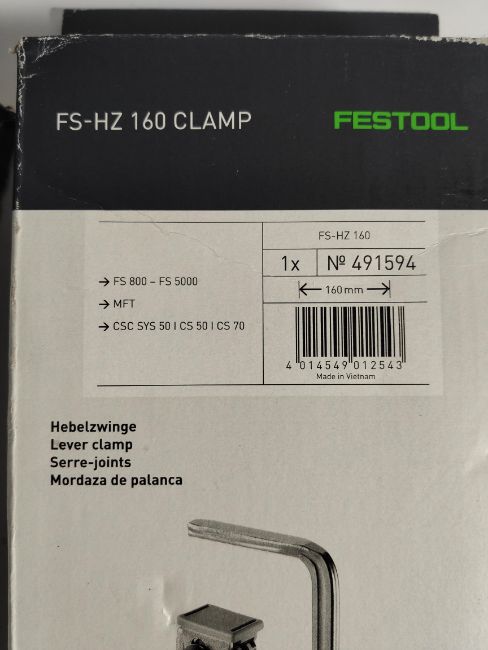 FS-HZ 160 CLAMP
FESTOOL
→ FS 800 – FS 5000
→ MFT
→ CSC SYS 50 I CS 50 I CS 70
FS-HZ 160
1x
Nº 491594
160 mm
4 014549 012543
Made in Vietnam
Hebelzwinge
Lever clamp
Serre-joints
Mordaza de palanca